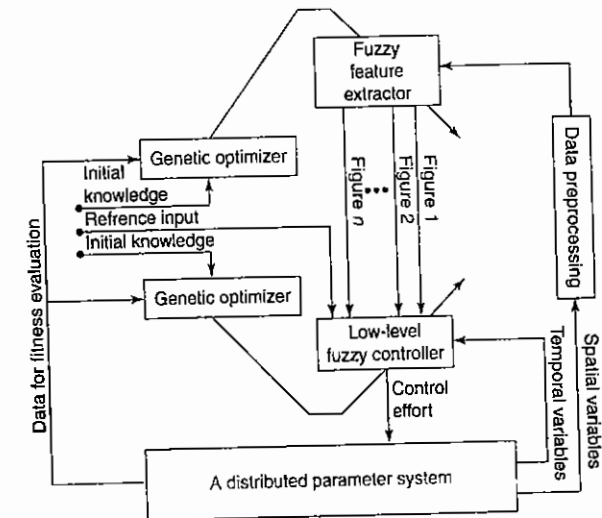 Fuzzy
feature
extractor
Genetic optimizer
Initial
knowledge
Refrence input
Initial knowledge
Genetic optimizer
Data for fitness evaluation
Figure n
Figure 2
Figure 1
Data preprocessing
Low-level
fuzzy controller
Control
effort
Temporal variables
Spatial variables
A distributed parameter system